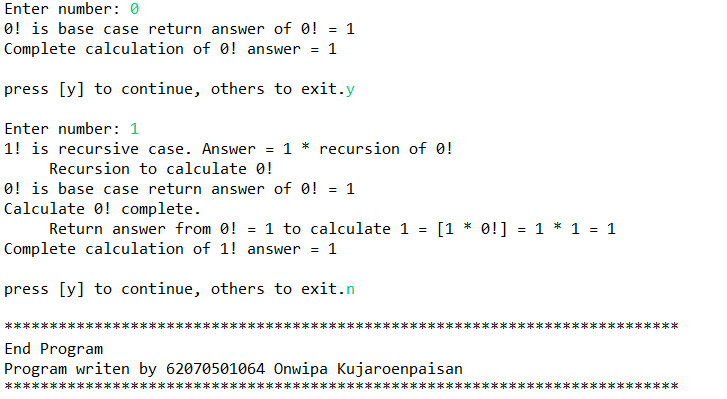 Enter number: 0
0! is base case return answer of 0! = 1
Complete calculation of 0! answer = 1
press [y] to continue, others to exit.y
Enter number: 1
1! is recursive case. Answer = 1 * recursion of 0!
Recursion to calculate 0!
0! is base case return answer of 0! = 1
Calculate 0! complete.
Return answer from 0! = 1 to calculate 1 = [1 * 0!] = 1 * 1 = 1
Complete calculation of 1! answer = 1
press [y] to continue, others to exit.n
***************************************************************************
End Program
Program writen by 62070501064 Onwipa Kujaroenpaisan
***************************************************************************